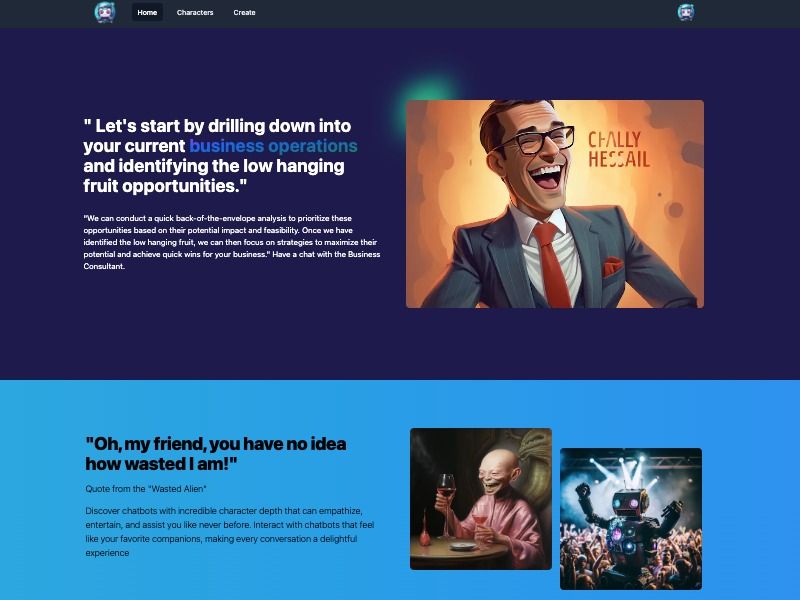 Home Characters Create
" Let's start by drilling down into
your current business operations
and identifying the low hanging
fruit opportunities."
"We can conduct a quick back-of-the-envelope analysis to prioritize these
opportunities based on their potential impact and feasibility. Once we have
identified the low hanging fruit, we can then focus on strategies to maximize their
potential and achieve quick wins for your business." Have a chat with the Business
Consultant.
CHALLY
HESSAIL
"Oh, my friend, you have no idea
how wasted I am!"
Quote from the "Wasted Alien"
Discover chatbots with incredible character depth that can empathize,
entertain, and assist you like never before. Interact with chatbots that feel
like your favorite companions, making every conversation a delightful
experience